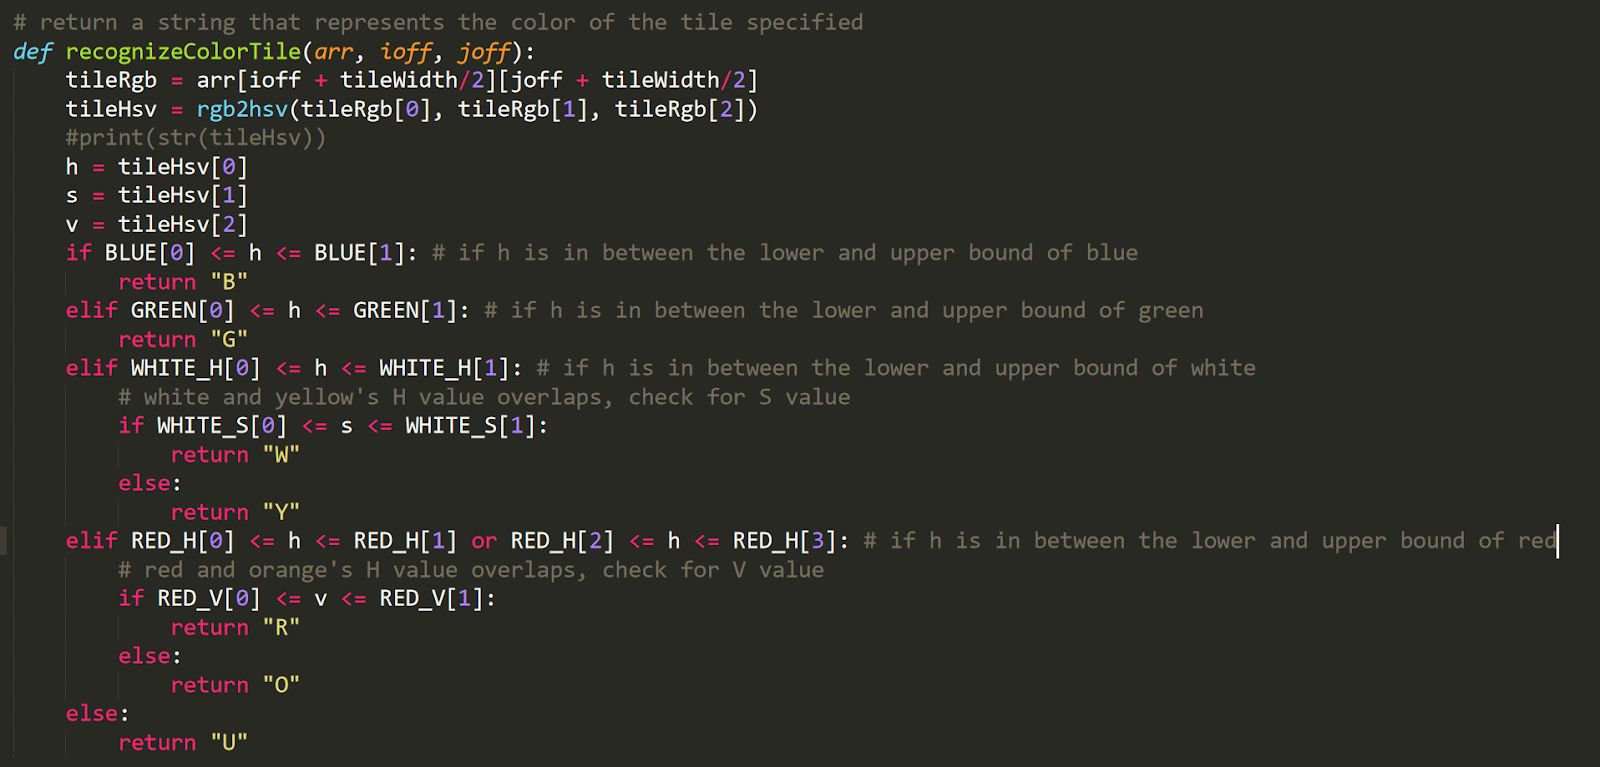 # return a string that represents the color of the tile specified
def recognizeColorTile(arr, ioff, joff):
    tileRgb = arr[ioff + tileWidth/2][joff + tileWidth/2]
    tileHsv = rgb2hsv(tileRgb[0], tileRgb[1], tileRgb[2])
    #print(str(tileHsv))
    h = tileHsv[0]
    s = tileHsv[1]
    v = tileHsv[2]
    if BLUE[0] <= h <= BLUE[1]: # if h is in between the lower and upper bound of blue
        return "B"
    elif GREEN[0] <= h <= GREEN[1]: # if h is in between the lower and upper bound of green
        return "G"
    elif WHITE_H[0] <= h <= WHITE_H[1]: # if h is in between the lower and upper bound of white
        # white and yellow's H value overlaps, check for S value
        if WHITE_S[0] <= s <= WHITE_S[1]:
            return "W"
        else:
            return "Y"
    elif RED_H[0] <= h <= RED_H[1] or RED_H[2] <= h <= RED_H[3]: # if h is in between the lower and upper bound of red
        # red and orange's H value overlaps, check for V value
        if RED_V[0] <= v <= RED_V[1]:
            return "R"
        else:
            return "O"
    else:
        return "U"